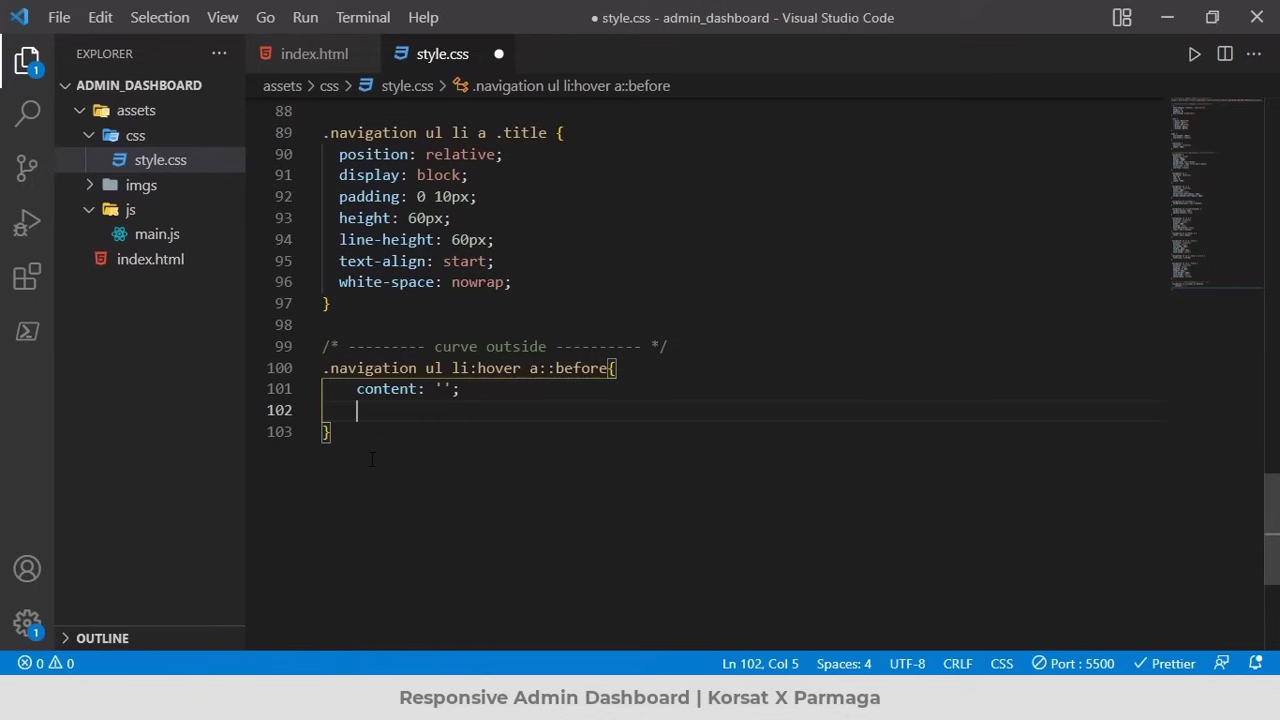 File Edit Selection View Go Run Terminal Help ● style.css - admin_dashboard - Visual Studio Code
EXPLORER ...
index.html
style.css
ADMIN_DASHBOARD
assets > css > style.css > .navigation ul li:hover a::before
assets
css
style.css
imgs
js
main.js
index.html
OUTLINE
1
1
88
89 .navigation ul li a .title {
90 position: relative;
91 display: block;
92 padding: 0 10px;
93 height: 60px;
94 line-height: 60px;
95 text-align: start;
96 white-space: nowrap;
97 }
98
99 /* --------- curve outside ---------- */
100 .navigation ul li:hover a::before{
101 content: '';
102
103 }
0 0 Ln 102, Col 5 Spaces: 4 UTF-8 CRLF CSS Port : 5500 Prettier
Responsive Admin Dashboard | Korsat X Parmaga